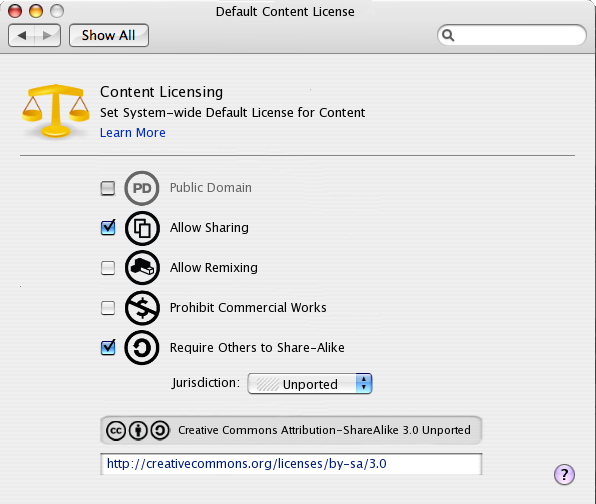 Default Content License
Show All
Content Licensing
Set System-wide Default License for Content
Learn More
PD Public Domain
Allow Sharing
Allow Remixing
$ Prohibit Commercial Works
Require Others to Share-Alike
Jurisdiction: Unported
cc Creative Commons Attribution-ShareAlike 3.0 Unported
http://creativecommons.org/licenses/by-sa/3.0
?